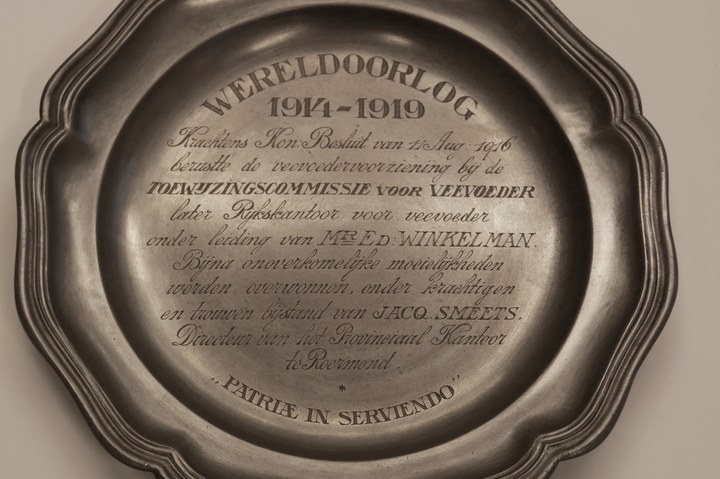 WERELDOORLOG
1914-1919
Krachtens Kon: Besluit van 4 Aug: 1916
berustte de veevoedervoorziening bij de
TOEWIJZINGSCOMMISSIE VOOR VEEVOEDER
later Rijkskantoor voor veevoeder
onder leiding van MR ED: WINKELMAN.
Bijna onoverkomelijke moeielijkheden
werden overwonnen, onder krachtigen
en trouwen bijstand van JACQ. SMEETS.
Directeur van het Provinciaal Kantoor
te Roermond.
*
„PATRIÆ IN SERVIENDO”